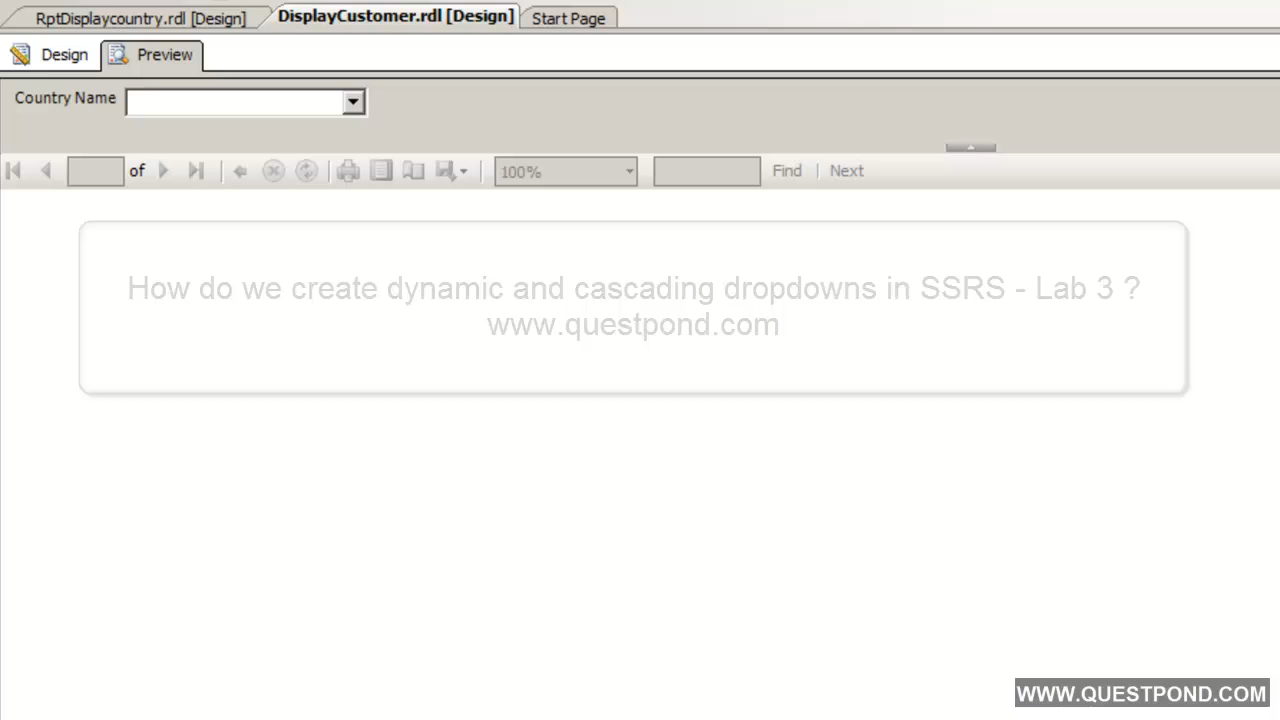 RptDisplaycountry.rdl [Design] DisplayCustomer.rdl [Design] Start Page
Design Preview
Country Name
of 100% Find Next
How do we create dynamic and cascading dropdowns in SSRS - Lab 3 ?
www.questpond.com
WWW.QUESTPOND.COM